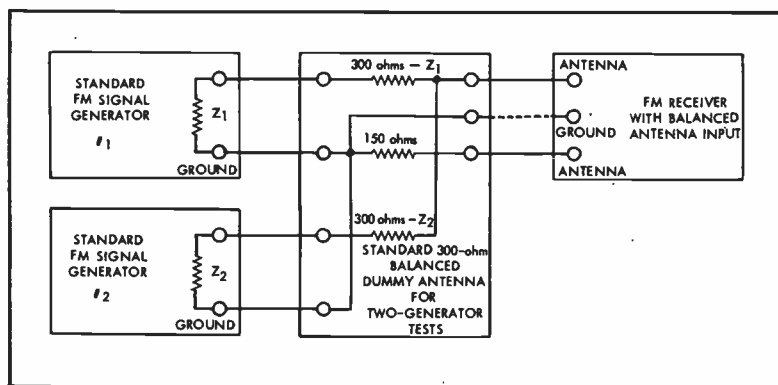 STANDARD
FM SIGNAL
GENERATOR
#1
Z1
GROUND
STANDARD
FM SIGNAL
GENERATOR
#2
Z2
GROUND
300 ohms – Z1
150 ohms
300 ohms – Z2
STANDARD 300-ohm
BALANCED
DUMMY ANTENNA
FOR
TWO-GENERATOR
TESTS
ANTENNA
GROUND
ANTENNA
FM RECEIVER
WITH BALANCED
ANTENNA INPUT